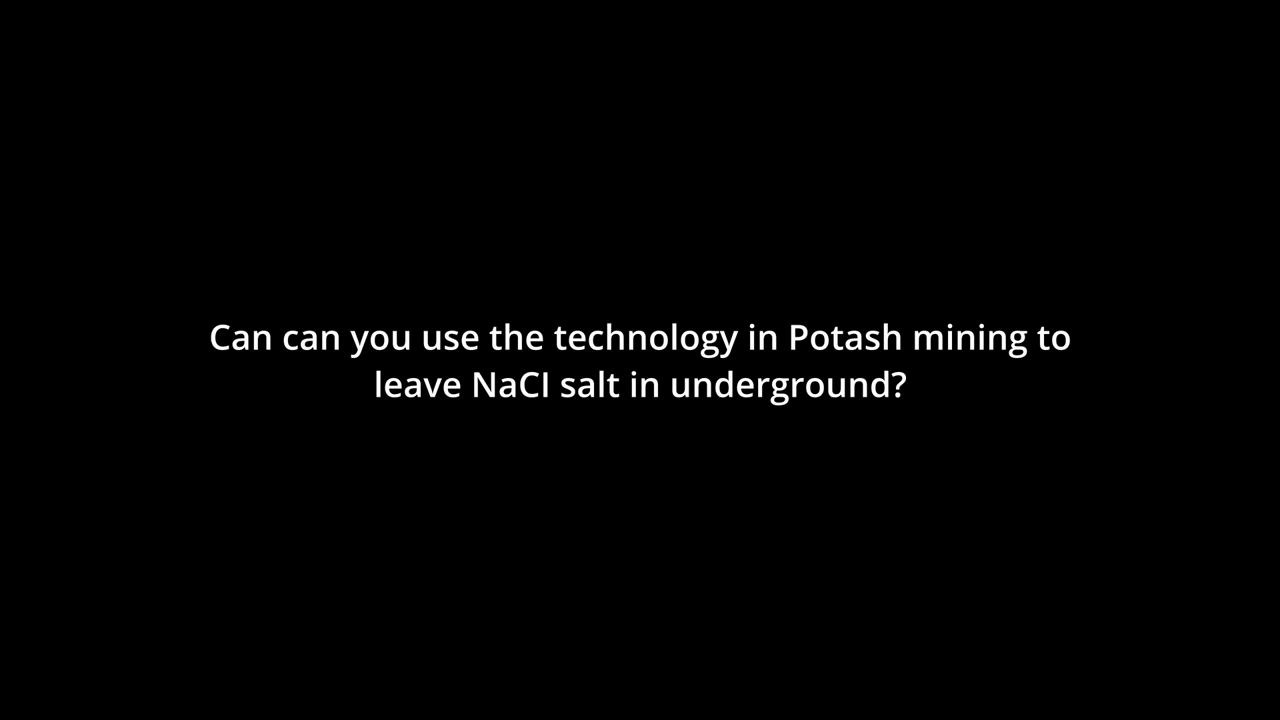 Can can you use the technology in Potash mining to
leave NaCI salt in underground?